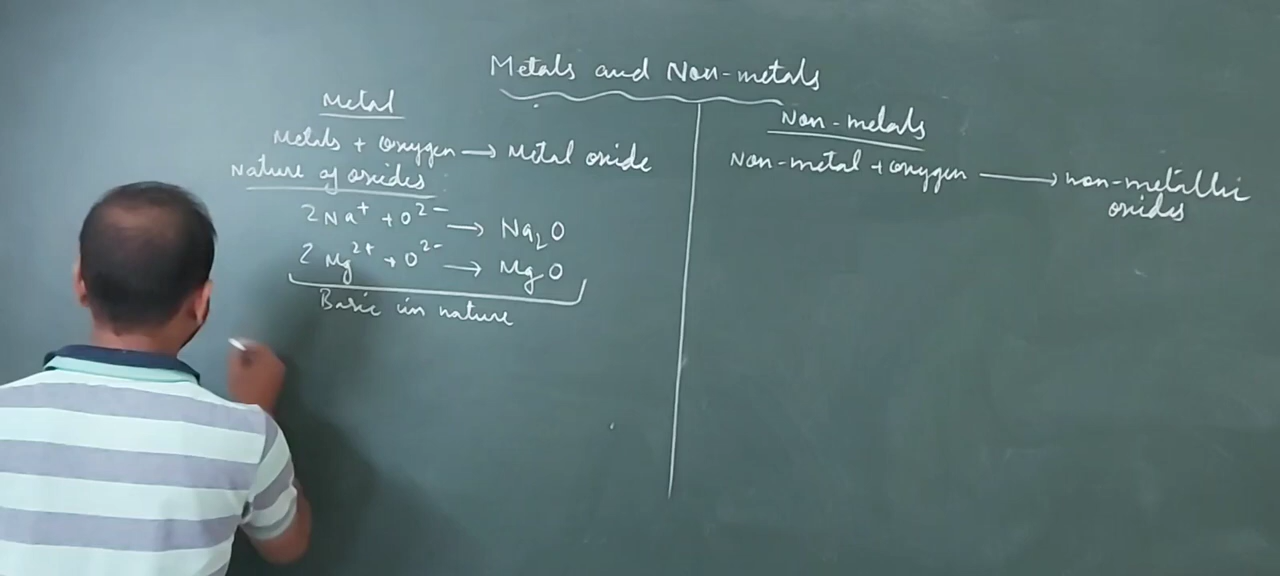 Metals and Non-metals
Metal
Metals + oxygen → Metal oxide
Nature of oxides :
2Na⁺ + O²⁻ → Na₂O
2Mg²⁺ + O²⁻ → MgO
Basic in nature
Non-metals
Non-metal + oxygen → non-metallic
oxides